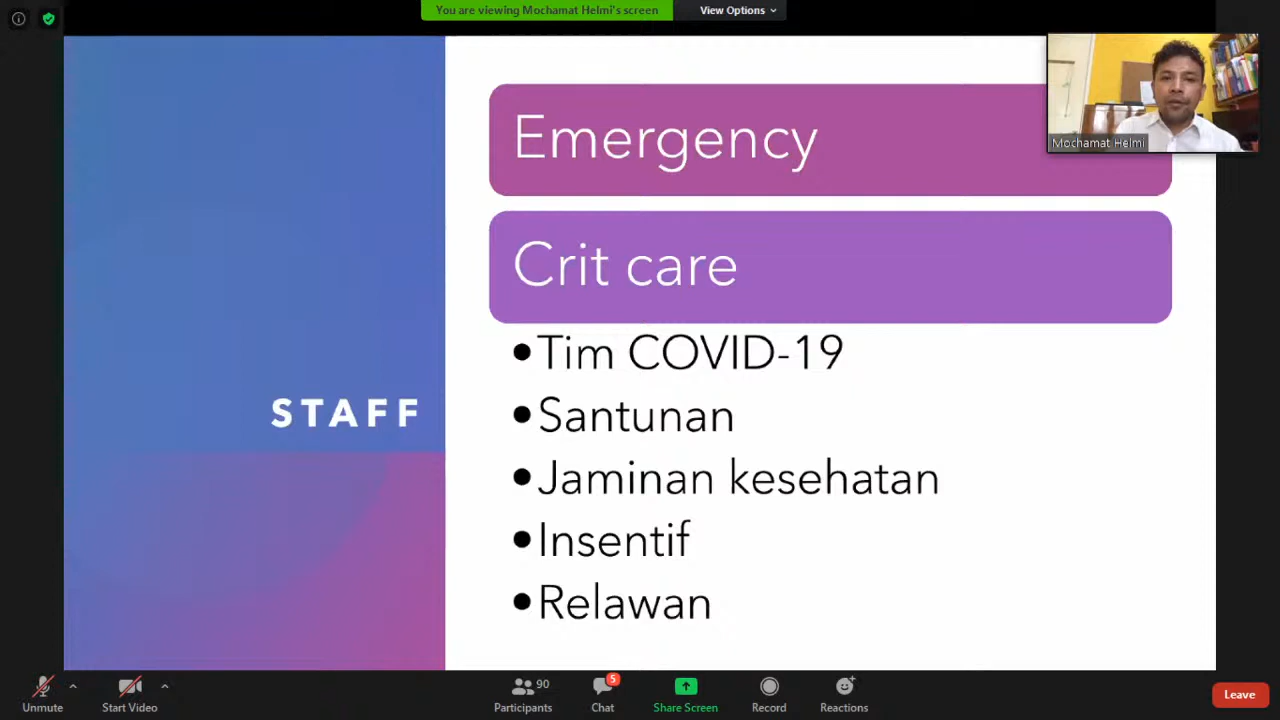 You are viewing Mochamat Helmi's screen
View Options
Mochamat Helmi
Emergency
Crit care
STAFF
•Tim COVID-19
•Santunan
•Jaminan kesehatan
•Insentif
•Relawan
Unmute
Start Video
90
Participants
5
Chat
Share Screen
Record
Reactions
Leave